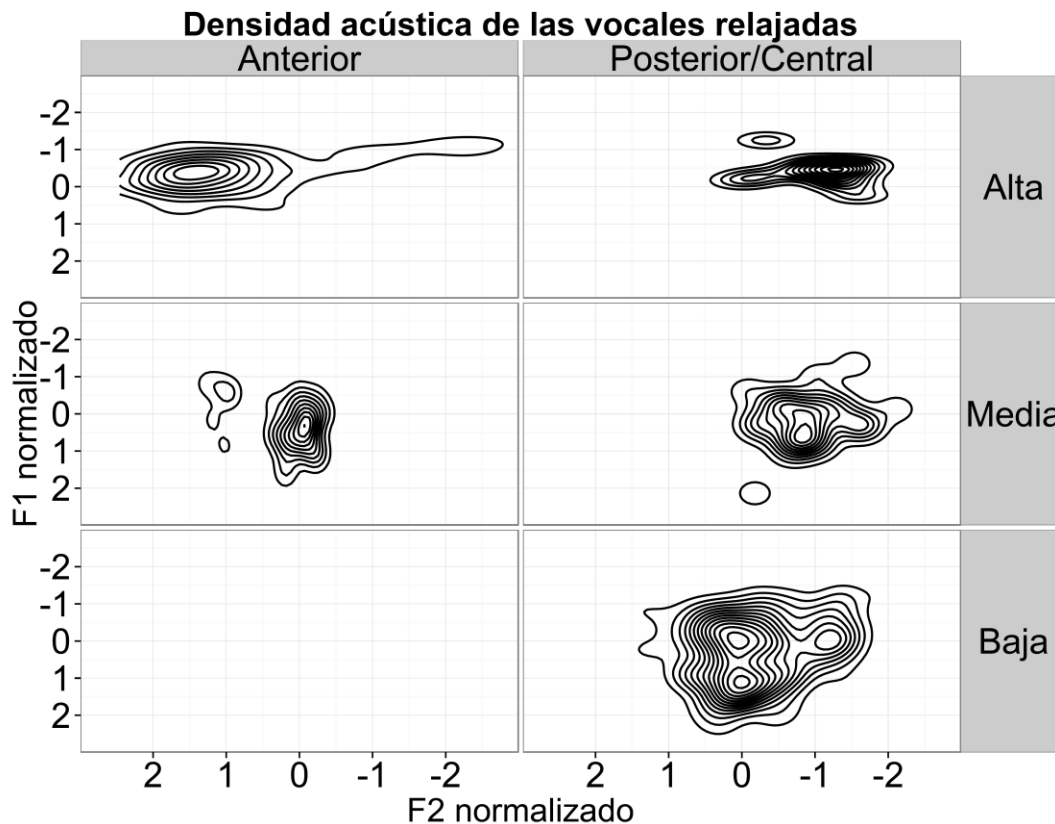 Densidad acústica de las vocales relajadas
Anterior
Posterior/Central
-2
-1
0
1
2
Alta
F1 normalizado
-2
-1
0
1
2
Media
-2
-1
0
1
2
Baja
2 1 0 -1 -2
2 1 0 -1 -2
F2 normalizado